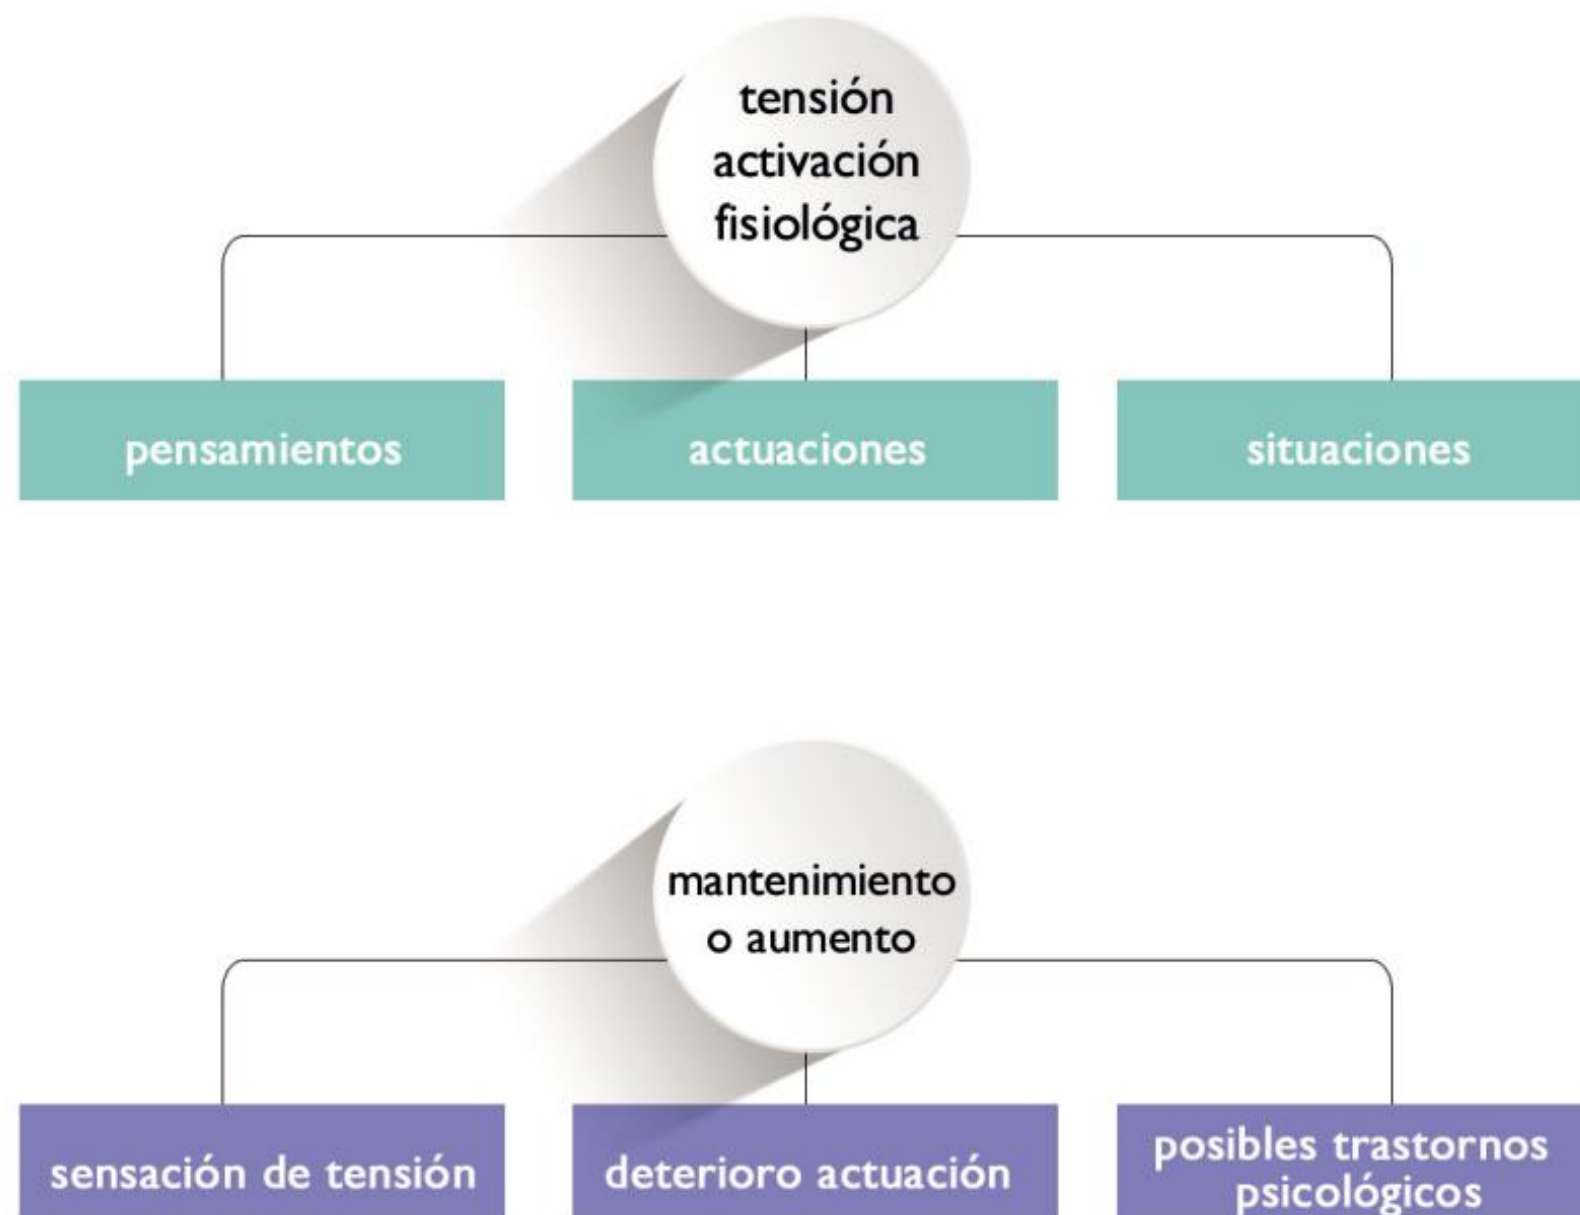 tensión
activación
fisiológica
pensamientos
actuaciones
situaciones
mantenimiento
o aumento
sensación de tensión
deterioro actuación
posibles trastornos
psicológicos